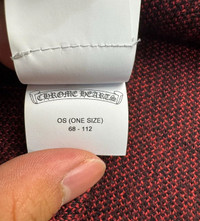 CHROME HEARTS
OS (ONE SIZE)
68 - 112